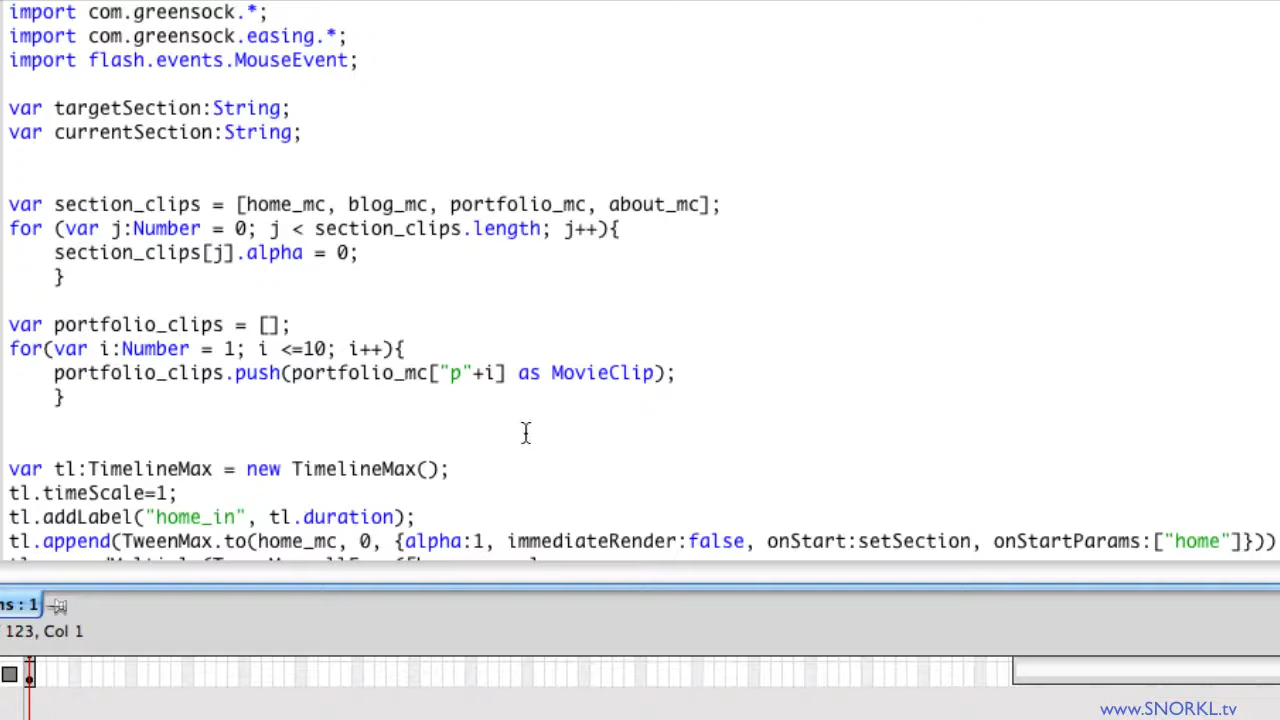 import com.greensock.*;
import com.greensock.easing.*;
import flash.events.MouseEvent;
var targetSection:String;
var currentSection:String;
var section_clips = [home_mc, blog_mc, portfolio_mc, about_mc];
for (var j:Number = 0; j < section_clips.length; j++){
section_clips[j].alpha = 0;
}
var portfolio_clips = [];
for(var i:Number = 1; i <=10; i++){
portfolio_clips.push(portfolio_mc["p"+i] as MovieClip);
}
var tl:TimelineMax = new TimelineMax();
tl.timeScale=1;
tl.addLabel("home_in", tl.duration);
tl.append(TweenMax.to(home_mc, 0, {alpha:1, immediateRender:false, onStart:setSection, onStartParams:["home"]}))
ns : 1
123, Col 1
www.SNORKL.tv